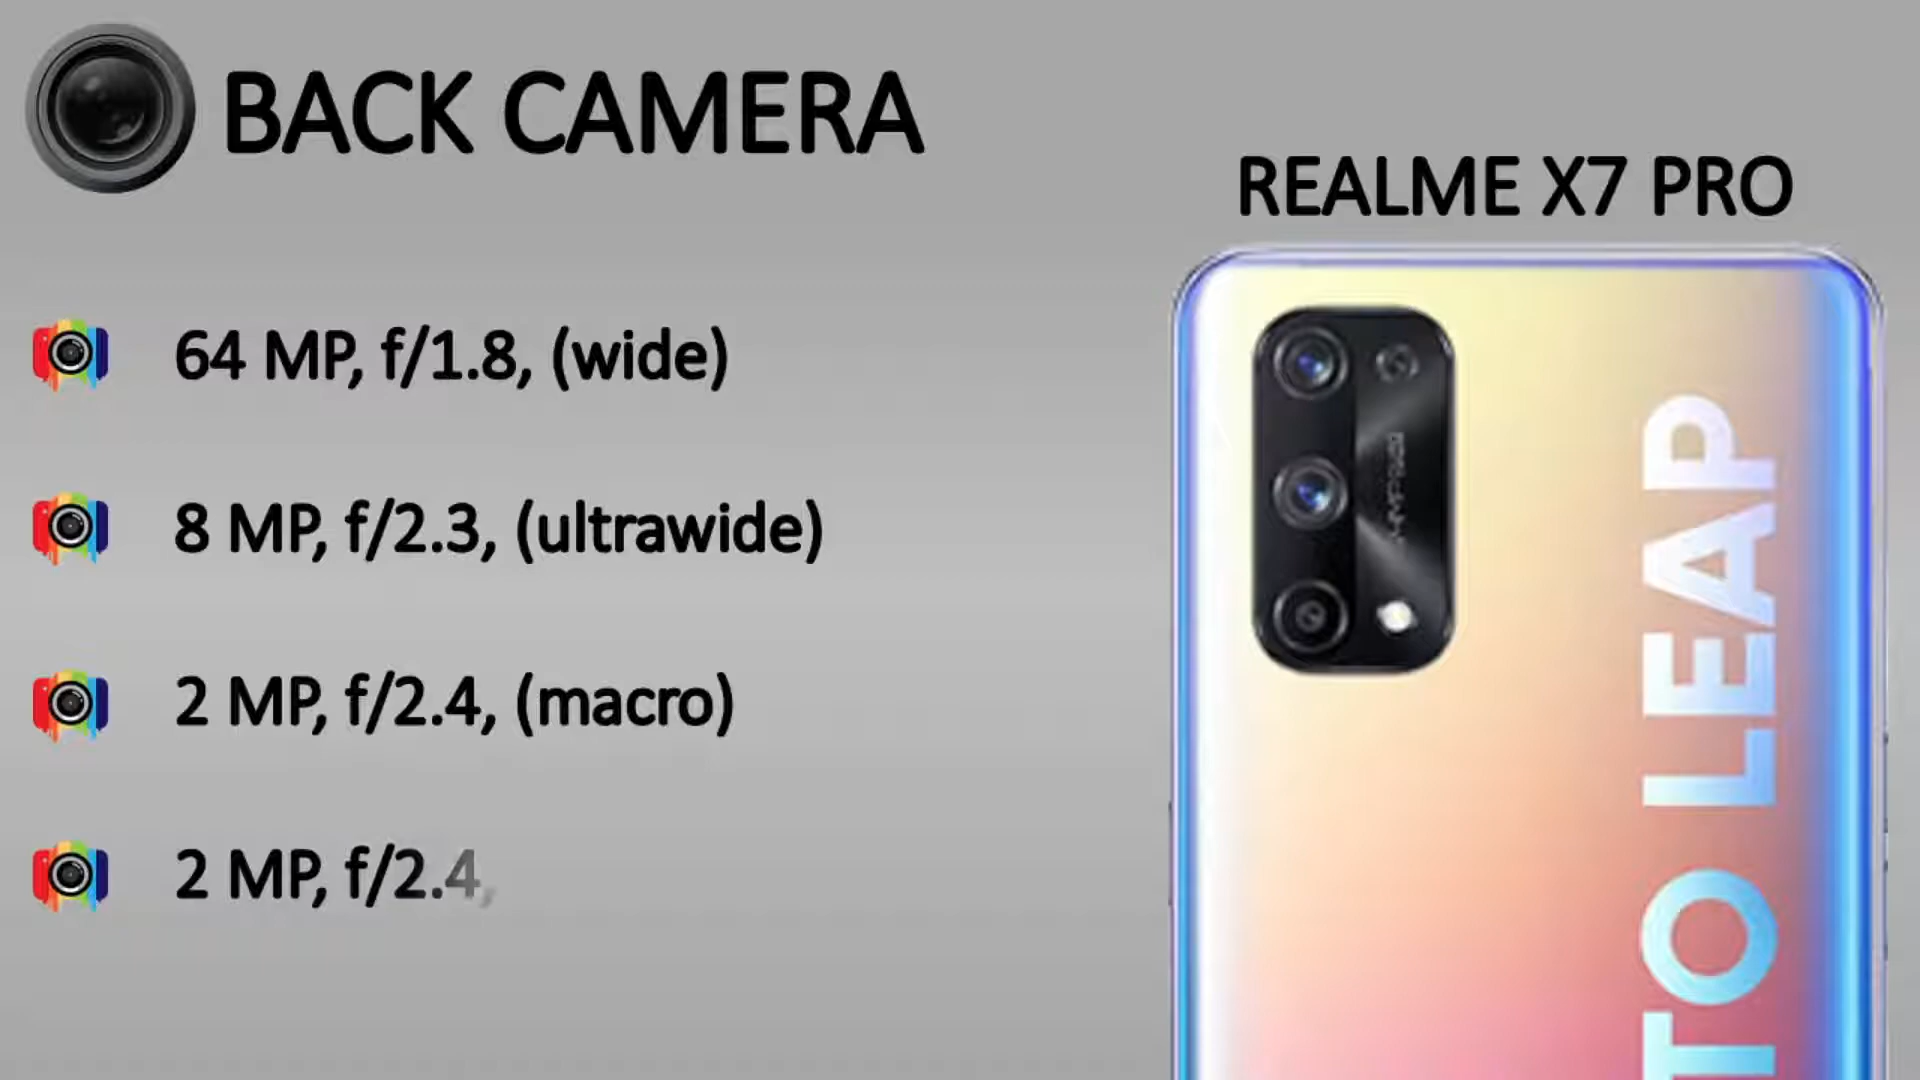 BACK CAMERA
REALME X7 PRO
64 MP, f/1.8, (wide)
8 MP, f/2.3, (ultrawide)
2 MP, f/2.4, (macro)
2 MP, f/2.4,
TO LEAP